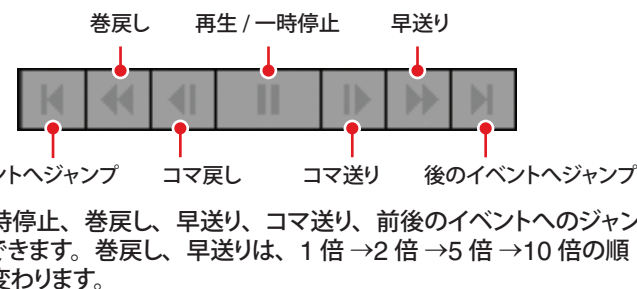 巻戻し 再生 / 一時停止 早送り
ントへジャンプ コマ戻し コマ送り 後のイベントへジャンプ
時停止、巻戻し、早送り、コマ送り、前後のイベントへのジャン
できます。巻戻し、早送りは、1 倍 →2 倍 →5 倍 →10 倍の順
変わります。